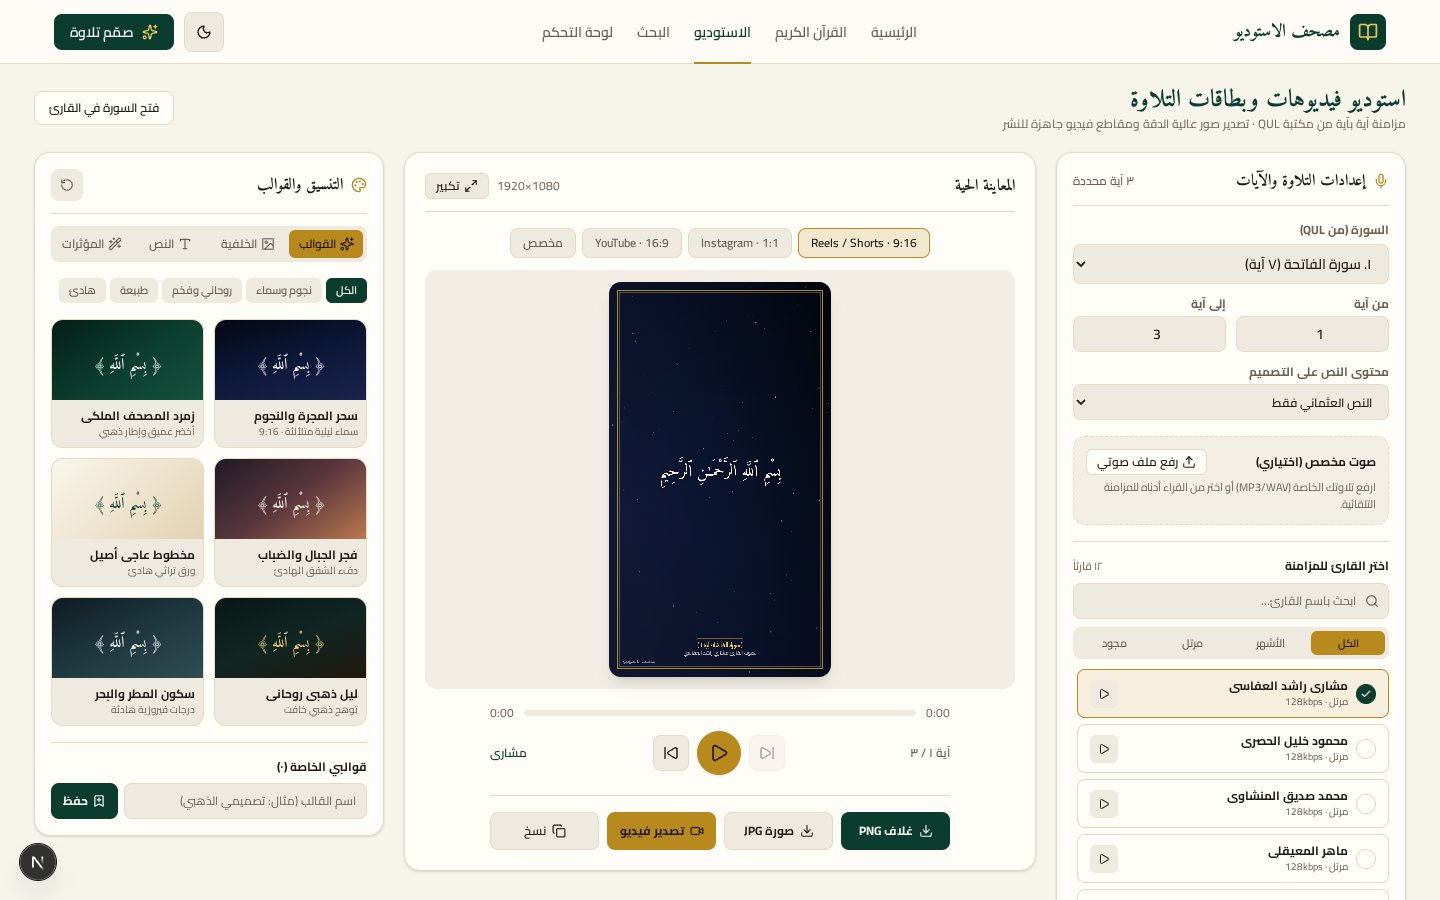 مصحف الاستوديو
الرئيسية
القرآن الكريم
الاستوديو
البحث
لوحة التحكم
صمّم تلاوة
استوديو فيديوهات وبطاقات التلاوة
مزامنة آية بآية من مكتبة QUL · تصدير صور عالية الدقة ومقاطع فيديو جاهزة للنشر
فتح السورة في القارئ
إعدادات التلاوة والآيات
٣ آية محددة
السورة (من QUL)
١. سورة الفاتحة (٧ آية)
من آية
إلى آية
1
3
محتوى النص على التصميم
النص العثماني فقط
صوت مخصص (اختياري)
رفع ملف صوتي
ارفع تلاوتك الخاصة (MP3/WAV) أو اختر من القراء أدناه للمزامنة
التلقائية.
اختر القارئ للمزامنة
١٢ قارئاً
ابحث باسم القارئ...
الكل
الأشهر
مرتل
مجود
مشاري راشد العفاسي
مرتل · 128kbps
محمود خليل الحصري
مرتل · 128kbps
محمد صديق المنشاوي
مرتل · 128kbps
ماهر المعيقلي
مرتل · 128kbps
المعاينة الحية
1920×1080
تكبير
Reels / Shorts · 9:16
Instagram · 1:1
YouTube · 16:9
مخصص
بِسْمِ ٱللَّهِ ٱلرَّحْمَـٰنِ ٱلرَّحِيمِ
0:00
0:00
آية ١ / ٣
مشاري
غلاف PNG
صورة JPG
تصدير فيديو
نسخ
التنسيق والقوالب
القوالب
الخلفية
النص
المؤثرات
الكل
نجوم وسماء
روحاني وفخم
طبيعة
هادئ
﴿ بِسْمِ ٱللَّهِ ﴾
سحر المجرة والنجوم
سماء ليلية متلألئة · 9:16
﴿ بِسْمِ ٱللَّهِ ﴾
زمرد المصحف الملكي
أخضر عميق وإطار ذهبي
﴿ بِسْمِ ٱللَّهِ ﴾
فجر الجبال والضباب
دفء الشفق الهادئ
﴿ بِسْمِ ٱللَّهِ ﴾
مخطوط عاجي أصيل
ورق تراثي هادئ
﴿ بِسْمِ ٱللَّهِ ﴾
ليل ذهبي روحاني
توهج ذهبي خافت
﴿ بِسْمِ ٱللَّهِ ﴾
سكون المطر والبحر
درجات فيروزية هادئة
قوالبي الخاصة (٠)
اسم القالب (مثال: تصميمي الذهبي)
حفظ
N